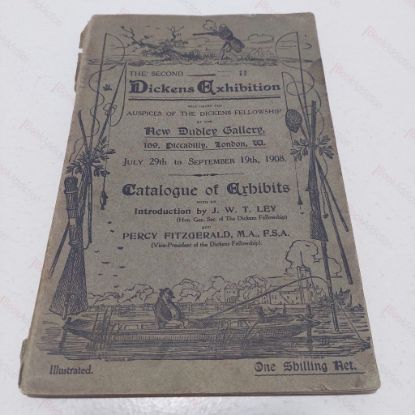 THE SECOND
Dickens Exhibition
HELD UNDER THE
AUSPICES OF THE DICKENS FELLOWSHIP
AT THE
New Dudley Gallery,
169, Piccadilly, London, W.
JULY 29th to SEPTEMBER 19th, 1908.
Catalogue of Exhibits
WITH AN
Introduction by J. W. T. LEY
(Hon. Gen. Sec. of The Dickens Fellowship)
AND
PERCY FITZGERALD, M.A., F.S.A.
(Vice-President of the Dickens Fellowship).
Illustrated.
One Shilling Net.